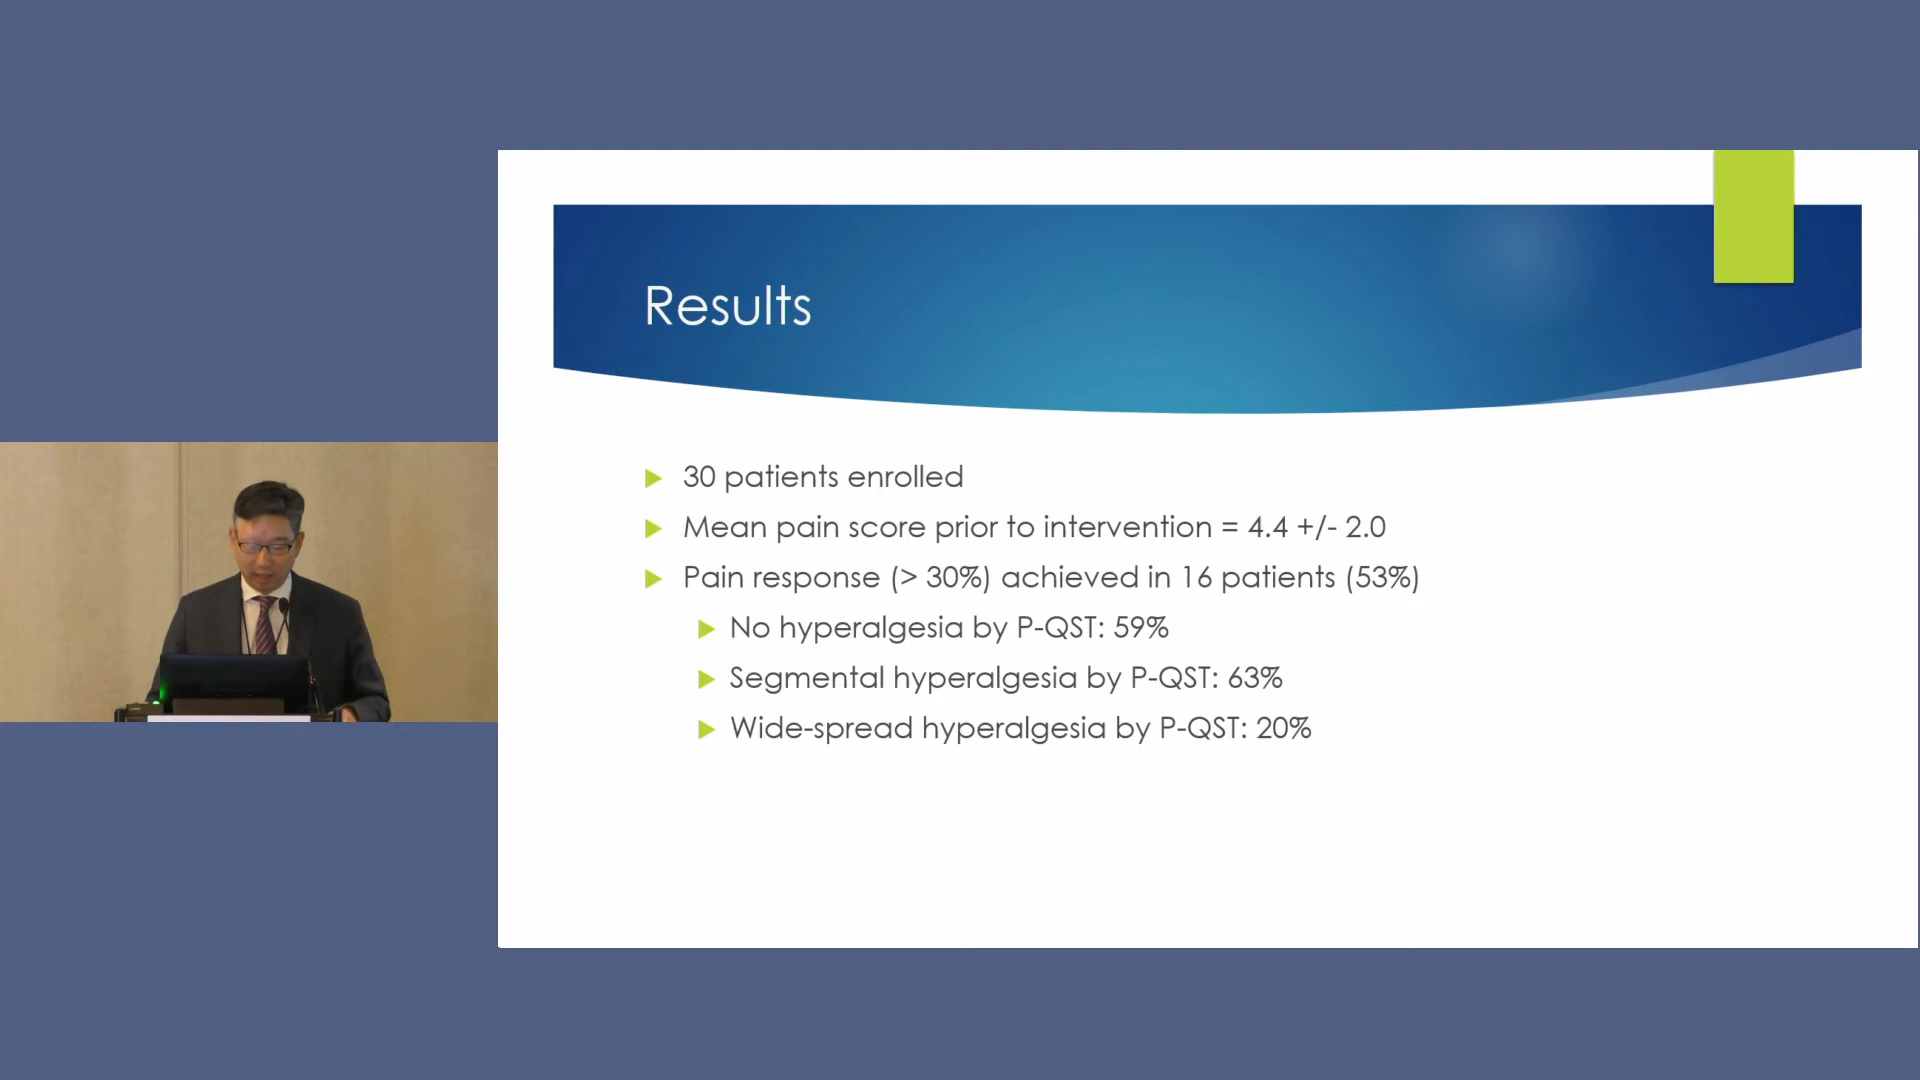 Results
30 patients enrolled
Mean pain score prior to intervention = 4.4 +/- 2.0
Pain response (> 30%) achieved in 16 patients (53%)
No hyperalgesia by P-QST: 59%
Segmental hyperalgesia by P-QST: 63%
Wide-spread hyperalgesia by P-QST: 20%